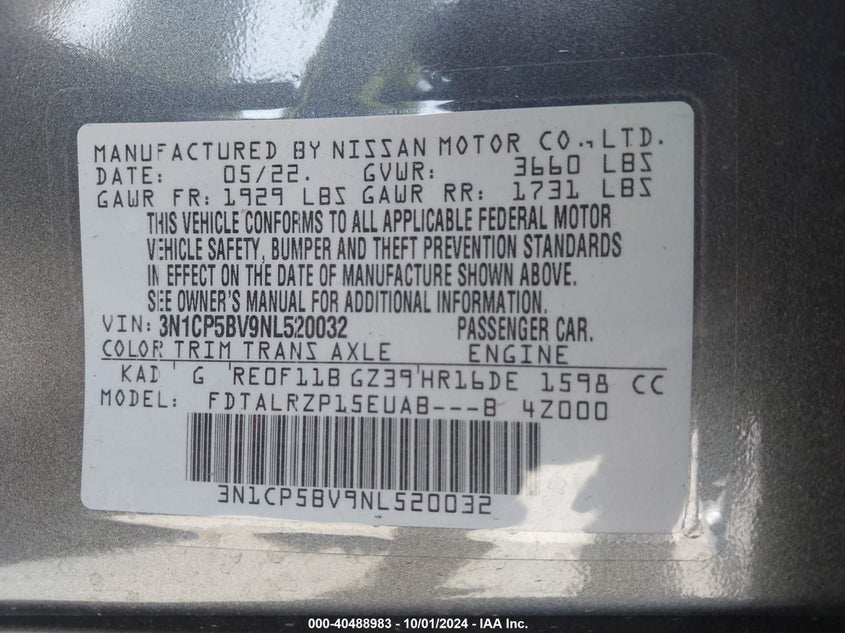 MANUFACTURED BY NISSAN MOTOR CO., LTD.
DATE: 05/22. GVWR: 3660 LBS
GAWR FR: 1929 LBS GAWR RR: 1731 LBS
THIS VEHICLE CONFORMS TO ALL APPLICABLE FEDERAL MOTOR
VEHICLE SAFETY, BUMPER AND THEFT PREVENTION STANDARDS
IN EFFECT ON THE DATE OF MANUFACTURE SHOWN ABOVE.
SEE OWNER'S MANUAL FOR ADDITIONAL INFORMATION.
VIN: 3N1CP5BV9NL520032 PASSENGER CAR.
COLOR TRIM TRANS AXLE ENGINE
KAD G RE0F11B GZ39 HR16DE 1598 CC
MODEL: FDTALRZP15EUAB---B 4Z000
3N1CP5BV9NL520032
000-40488983 - 10/01/2024 - IAA Inc.